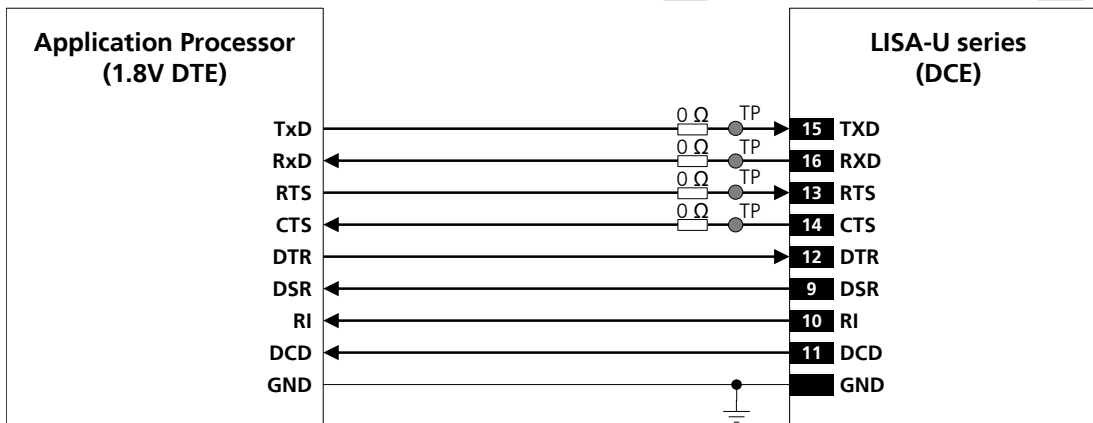 Application Processor
(1.8V DTE)
LISA-U series
(DCE)
TxD 0 Ω TP 15 TXD
RxD 0 Ω TP 16 RXD
RTS 0 Ω TP 13 RTS
CTS 0 Ω TP 14 CTS
DTR 12 DTR
DSR 9 DSR
RI 10 RI
DCD 11 DCD
GND GND